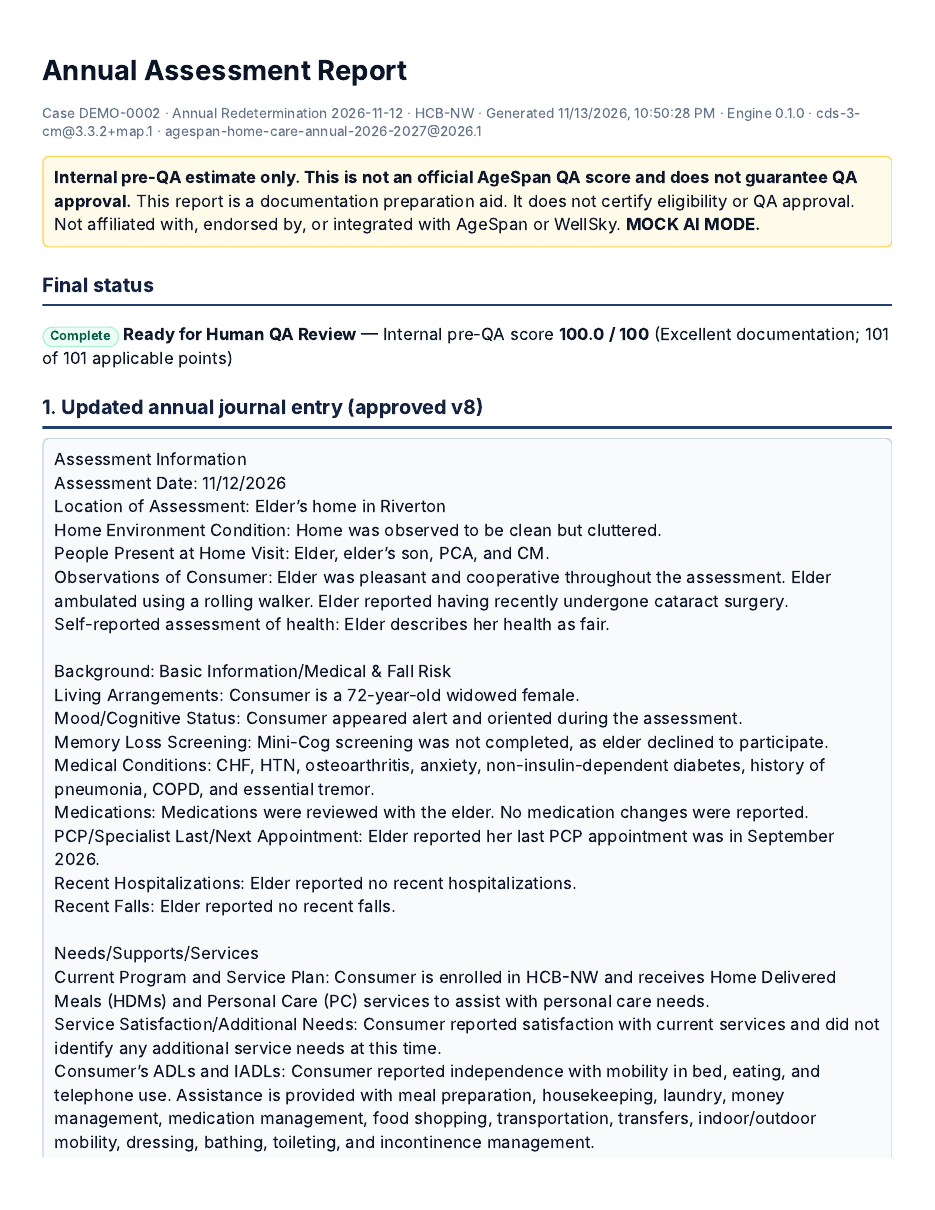 Annual Assessment Report
Case DEMO-0002 · Annual Redetermination 2026-11-12 · HCB-NW · Generated 11/13/2026, 10:50:28 PM · Engine 0.1.0 · cds-3-
cm@3.3.2+map.1 · agespan-home-care-annual-2026-2027@2026.1
Internal pre-QA estimate only. This is not an official AgeSpan QA score and does not guarantee QA
approval. This report is a documentation preparation aid. It does not certify eligibility or QA approval.
Not affiliated with, endorsed by, or integrated with AgeSpan or WellSky. MOCK AI MODE.
Final status
Complete Ready for Human QA Review — Internal pre-QA score 100.0 / 100 (Excellent documentation; 101
of 101 applicable points)
1. Updated annual journal entry (approved v8)
Assessment Information
Assessment Date: 11/12/2026
Location of Assessment: Elder’s home in Riverton
Home Environment Condition: Home was observed to be clean but cluttered.
People Present at Home Visit: Elder, elder’s son, PCA, and CM.
Observations of Consumer: Elder was pleasant and cooperative throughout the assessment. Elder
ambulated using a rolling walker. Elder reported having recently undergone cataract surgery.
Self-reported assessment of health: Elder describes her health as fair.
Background: Basic Information/Medical & Fall Risk
Living Arrangements: Consumer is a 72-year-old widowed female.
Mood/Cognitive Status: Consumer appeared alert and oriented during the assessment.
Memory Loss Screening: Mini-Cog screening was not completed, as elder declined to participate.
Medical Conditions: CHF, HTN, osteoarthritis, anxiety, non-insulin-dependent diabetes, history of
pneumonia, COPD, and essential tremor.
Medications: Medications were reviewed with the elder. No medication changes were reported.
PCP/Specialist Last/Next Appointment: Elder reported her last PCP appointment was in September
2026.
Recent Hospitalizations: Elder reported no recent hospitalizations.
Recent Falls: Elder reported no recent falls.
Needs/Supports/Services
Current Program and Service Plan: Consumer is enrolled in HCB-NW and receives Home Delivered
Meals (HDMs) and Personal Care (PC) services to assist with personal care needs.
Service Satisfaction/Additional Needs: Consumer reported satisfaction with current services and did not
identify any additional service needs at this time.
Consumer’s ADLs and IADLs: Consumer reported independence with mobility in bed, eating, and
telephone use. Assistance is provided with meal preparation, housekeeping, laundry, money
management, medication management, food shopping, transportation, transfers, indoor/outdoor
mobility, dressing, bathing, toileting, and incontinence management.